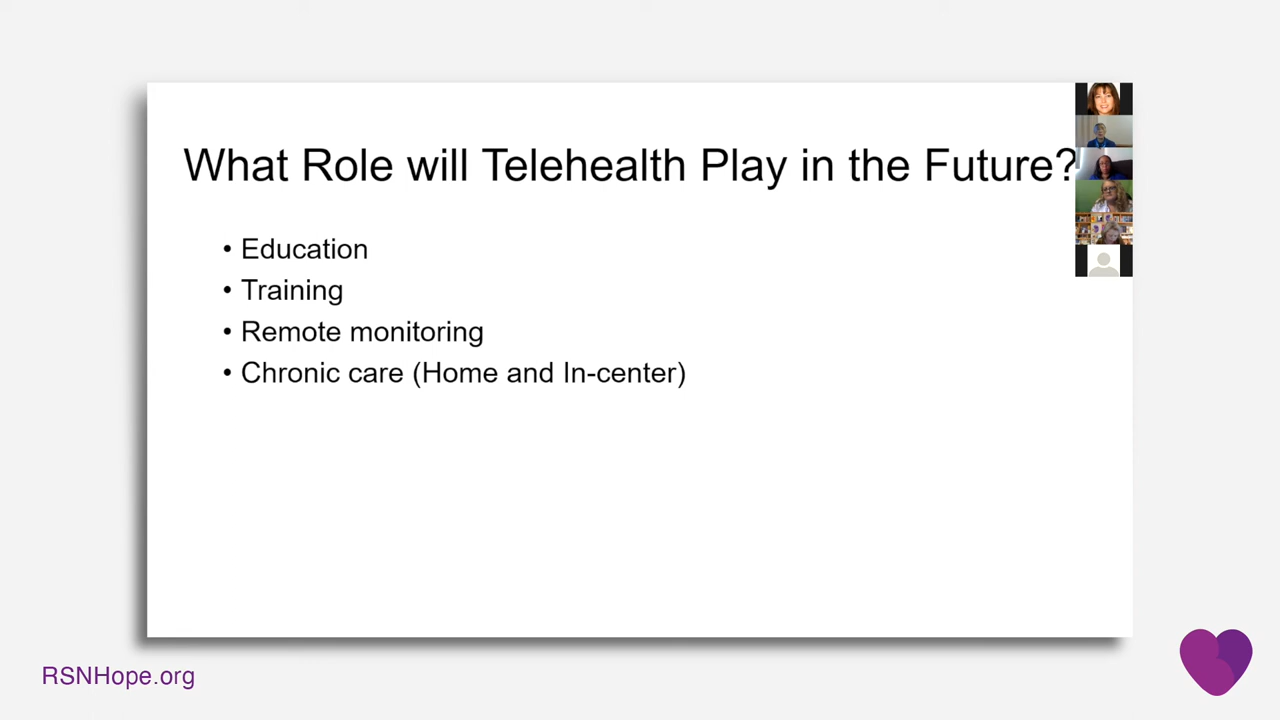 What Role will Telehealth Play in the Future?
• Education
• Training
• Remote monitoring
• Chronic care (Home and In-center)
RSNHope.org